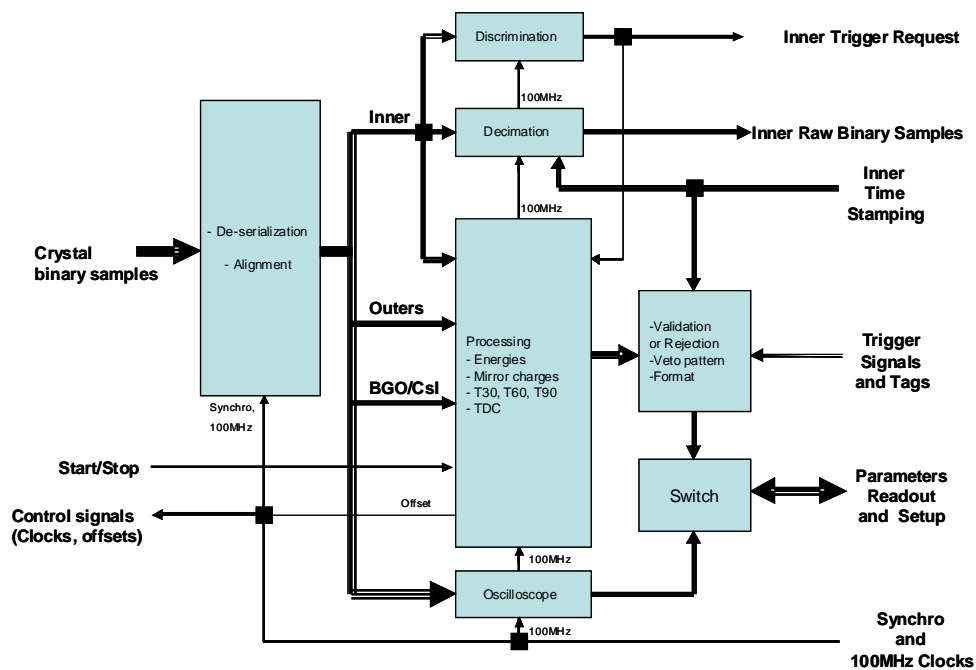 Discrimination
Inner Trigger Request
100MHz
Inner
Decimation
Inner Raw Binary Samples
100MHz
Inner
Time
Stamping
- De-serialization
- Alignment
Crystal
binary samples
Outers
Processing
- Energies
- Mirror charges
- T30, T60, T90
- TDC
-Validation
or Rejection
-Veto pattern
-Format
Trigger
Signals
and Tags
BGO/CsI
Synchro,
100MHz
Start/Stop
Switch
Parameters
Readout
and Setup
Offset
Control signals
(Clocks, offsets)
100MHz
Oscilloscope
100MHz
Synchro
and
100MHz Clocks